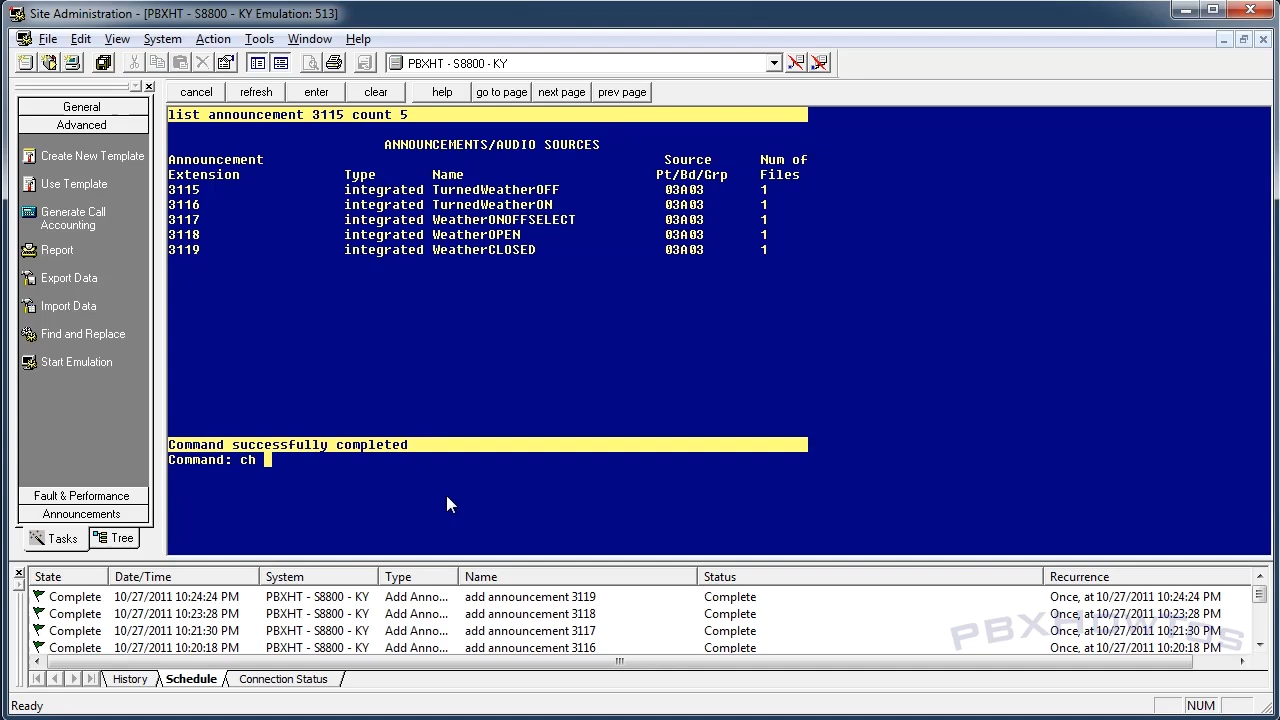 Site Administration - [PBXHT - S8800 - KY Emulation: 513]
File Edit View System Action Tools Window Help
PBXHT - S8800 - KY
cancel refresh enter clear help go to page next page prev page
General
Advanced
Create New Template
Use Template
Generate Call
Accounting
Report
Export Data
Import Data
Find and Replace
Start Emulation
Fault & Performance
Announcements
Tasks Tree
list announcement 3115 count 5
ANNOUNCEMENTS/AUDIO SOURCES
Announcement Source Num of
Extension Type Name Pt/Bd/Grp Files
3115 integrated TurnedWeatherOFF 03A03 1
3116 integrated TurnedWeatherON 03A03 1
3117 integrated WeatherONOFFSELECT 03A03 1
3118 integrated WeatherOPEN 03A03 1
3119 integrated WeatherCLOSED 03A03 1
Command successfully completed
Command: ch
State Date/Time System Type Name Status Recurrence
Complete 10/27/2011 10:24:24 PM PBXHT - S8800 - KY Add Anno... add announcement 3119 Complete Once, at 10/27/2011 10:24:24 PM
Complete 10/27/2011 10:23:28 PM PBXHT - S8800 - KY Add Anno... add announcement 3118 Complete Once, at 10/27/2011 10:23:28 PM
Complete 10/27/2011 10:21:30 PM PBXHT - S8800 - KY Add Anno... add announcement 3117 Complete Once, at 10/27/2011 10:21:30 PM
Complete 10/27/2011 10:20:18 PM PBXHT - S8800 - KY Add Anno... add announcement 3116 Complete Once, at 10/27/2011 10:20:18 PM
History Schedule Connection Status
Ready NUM